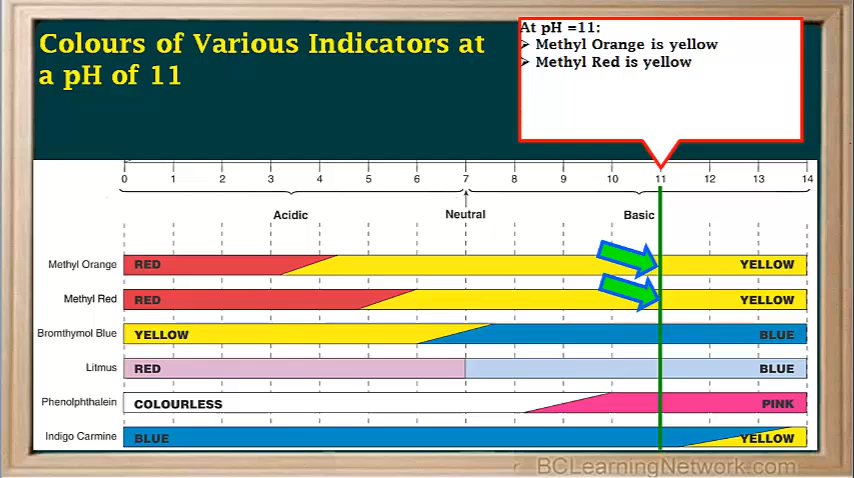 Colours of Various Indicators at
a pH of 11
At pH =11:
➢ Methyl Orange is yellow
➢ Methyl Red is yellow
0 1 2 3 4 5 6 7 8 9 10 11 12 13 14
Acidic Neutral Basic
Methyl Orange RED YELLOW
Methyl Red RED YELLOW
Bromthymol Blue YELLOW BLUE
Litmus RED BLUE
Phenolphthalein COLOURLESS PINK
Indigo Carmine BLUE YELLOW
BCLearningNetwork.com